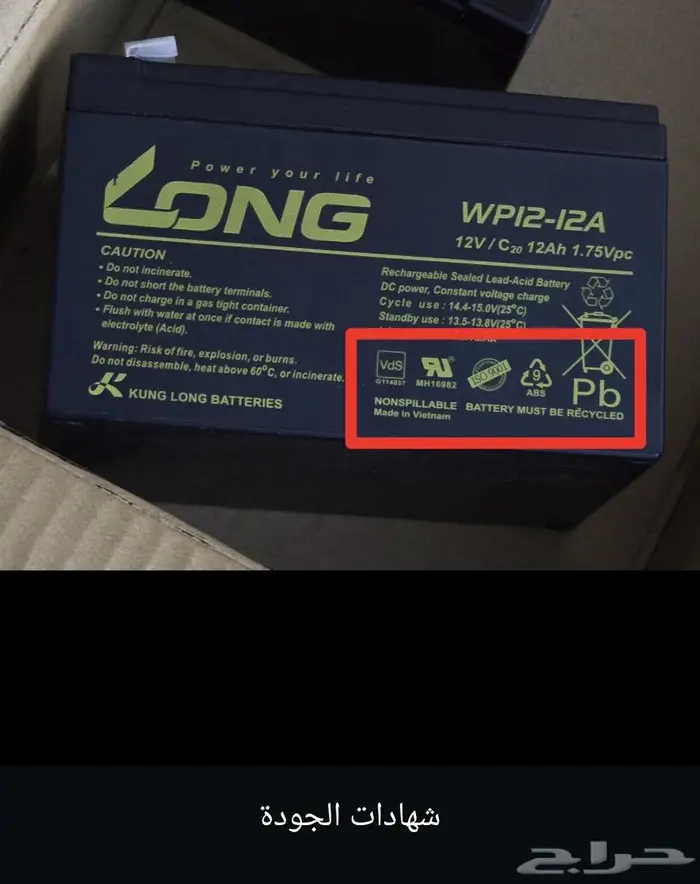 Power your life
LONG
WP12-12A
12V / C20 12Ah 1.75Vpc
CAUTION
• Do not incinerate.
• Do not short the battery terminals.
• Do not charge in a gas tight container.
• Flush with water at once if contact is made with
electrolyte (Acid).
Warning: Risk of fire, explosion, or burns.
Do not disassemble, heat above 60°C, or incinerate.
KUNG LONG BATTERIES
Rechargeable Sealed Lead-Acid Battery
DC power, Constant voltage charge
Cycle use : 14.4-15.0V(25°C)
Standby use : 13.5-13.8V(25°C)
VdS
G114037
MH16982
ISO 9001
9
ABS
Pb
NONSPILLABLE BATTERY MUST BE RECYCLED
Made in Vietnam
شهادات الجودة
حراج